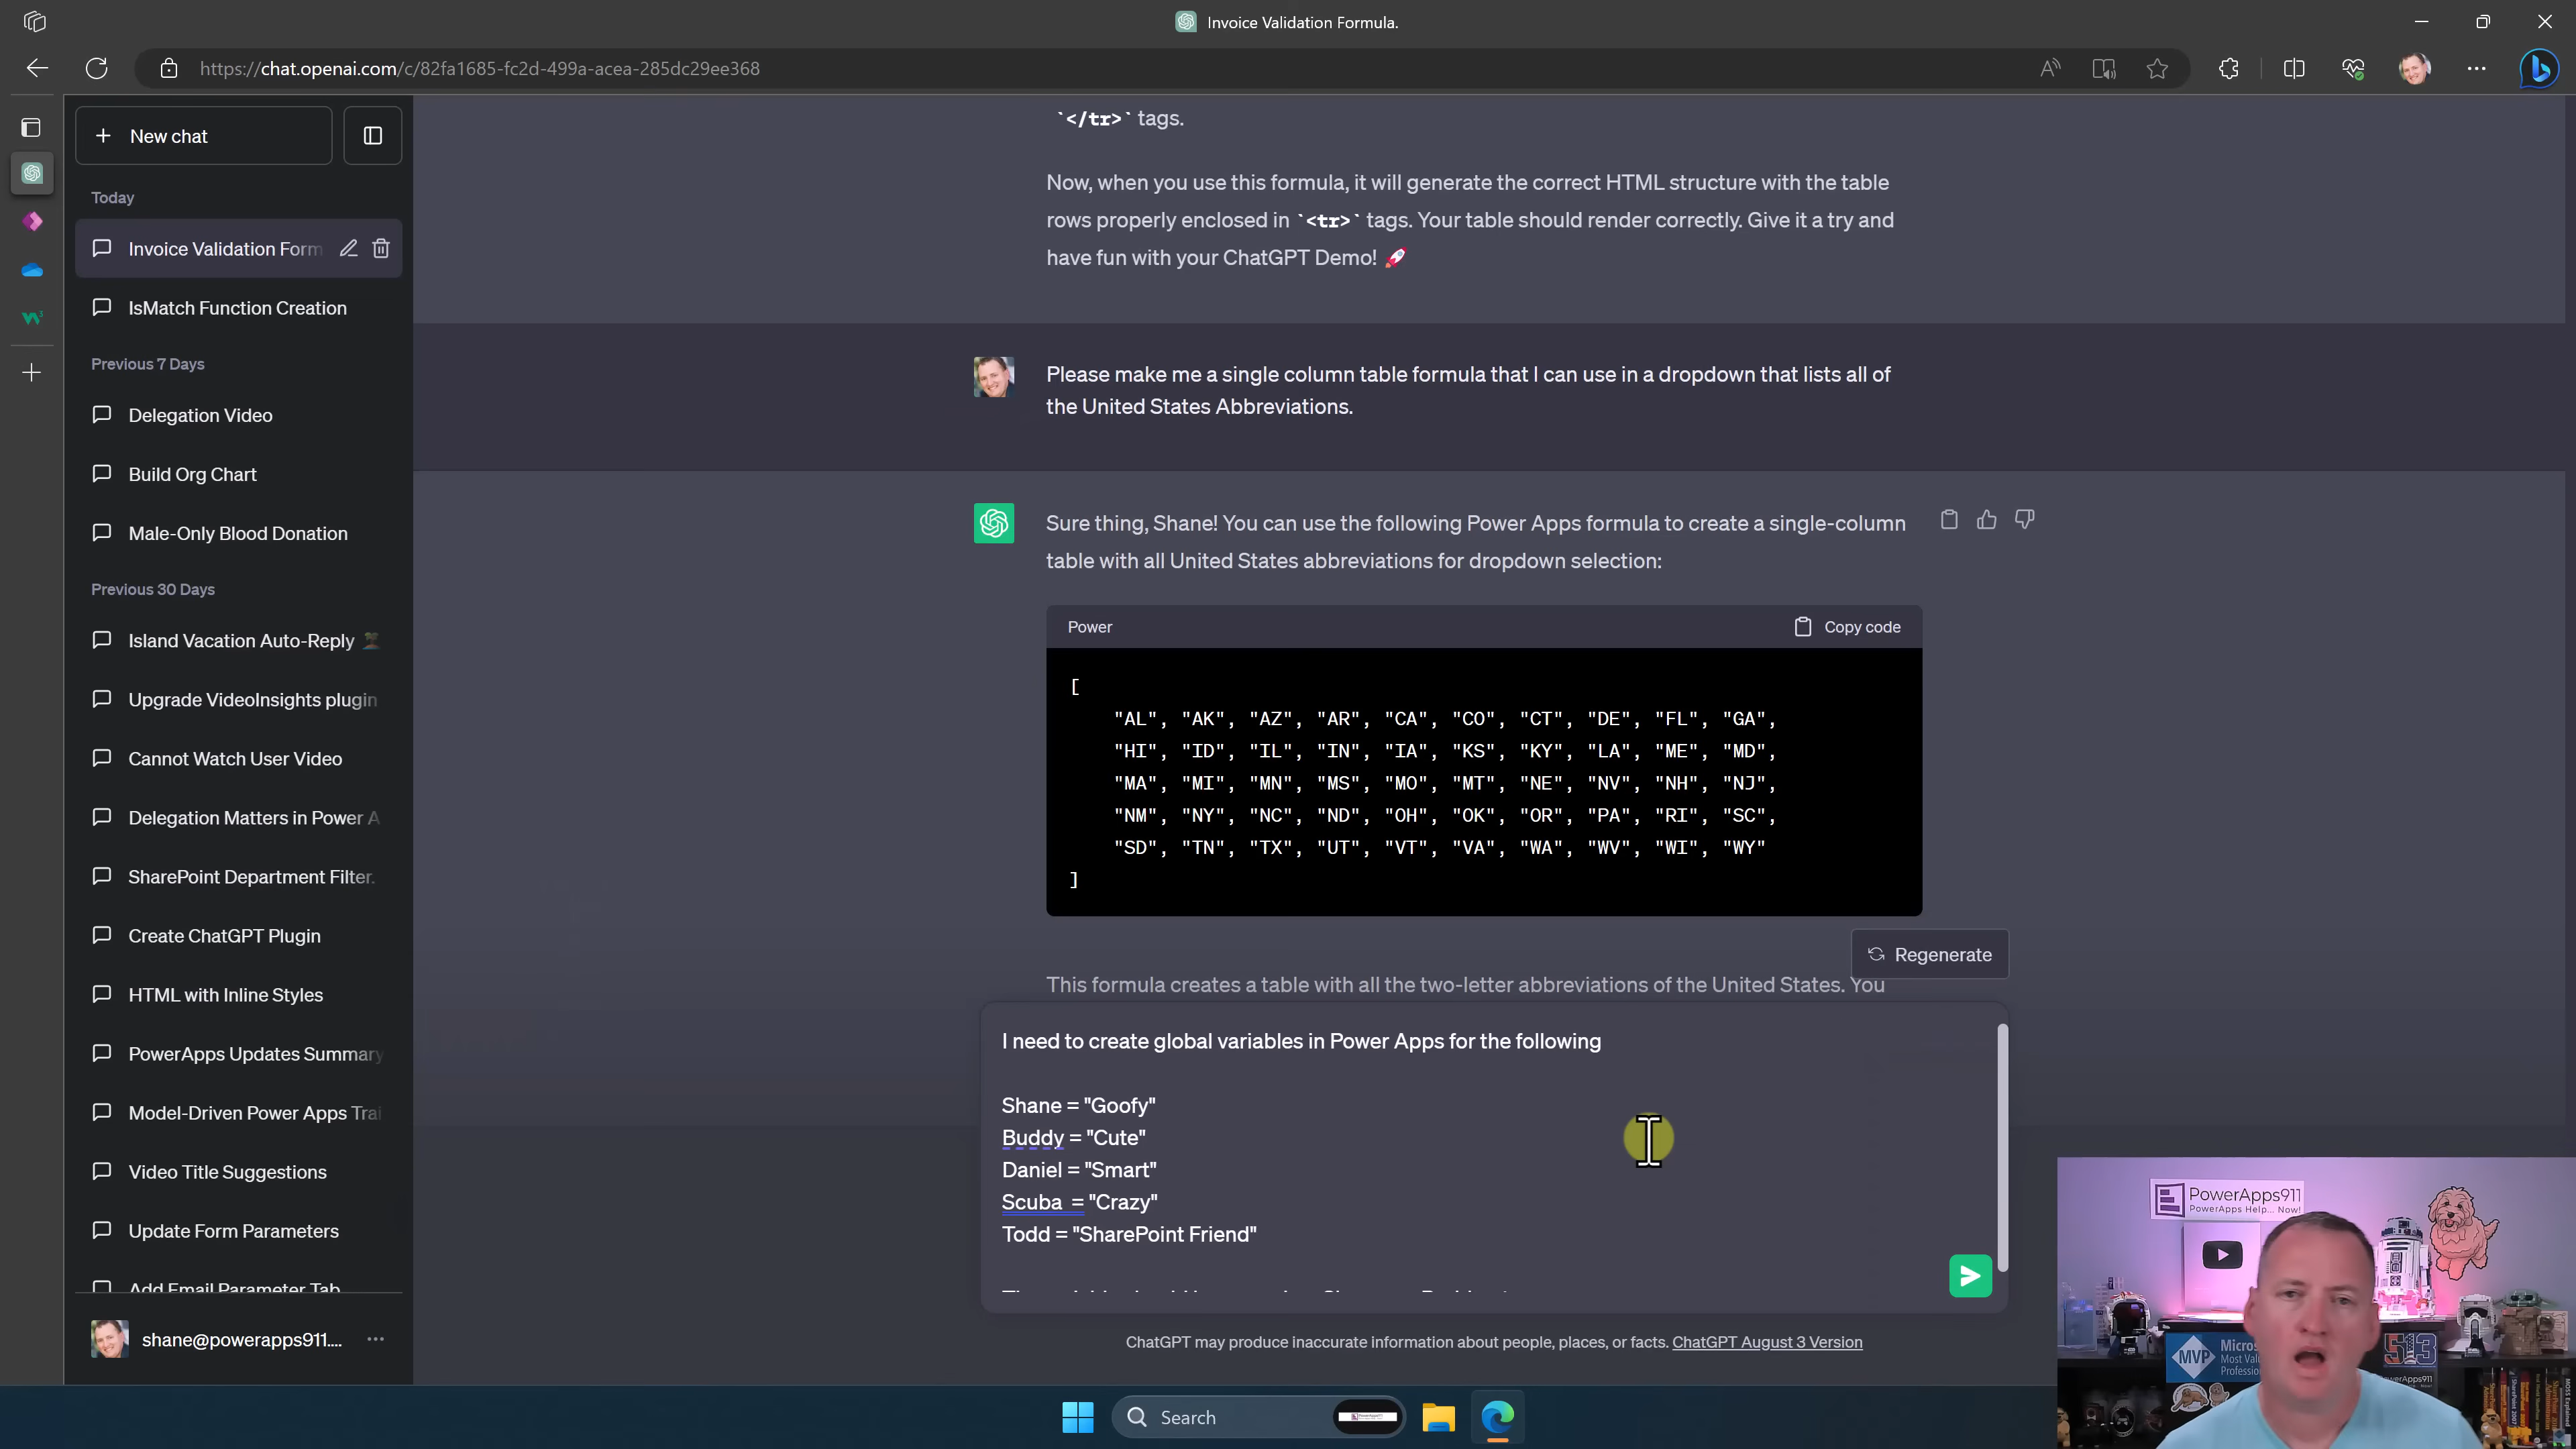 Invoice Validation Formula.
https://chat.openai.com/c/82fa1685-fc2d-499a-acea-285dc29ee368
New chat
Today
Invoice Validation Form
IsMatch Function Creation
Previous 7 Days
Delegation Video
Build Org Chart
Male-Only Blood Donation
Previous 30 Days
Island Vacation Auto-Reply
Upgrade VideoInsights plugin
Cannot Watch User Video
Delegation Matters in Power A
SharePoint Department Filter.
Create ChatGPT Plugin
HTML with Inline Styles
PowerApps Updates Summary
Model-Driven Power Apps Trai
Video Title Suggestions
Update Form Parameters
Add Email Parameter Tab
shane@powerapps911....
`</tr>` tags.
Now, when you use this formula, it will generate the correct HTML structure with the table
rows properly enclosed in `<tr>` tags. Your table should render correctly. Give it a try and
have fun with your ChatGPT Demo! 🚀
Please make me a single column table formula that I can use in a dropdown that lists all of
the United States Abbreviations.
Sure thing, Shane! You can use the following Power Apps formula to create a single-column
table with all United States abbreviations for dropdown selection:
Power
Copy code
[
"AL", "AK", "AZ", "AR", "CA", "CO", "CT", "DE", "FL", "GA",
"HI", "ID", "IL", "IN", "IA", "KS", "KY", "LA", "ME", "MD",
"MA", "MI", "MN", "MS", "MO", "MT", "NE", "NV", "NH", "NJ",
"NM", "NY", "NC", "ND", "OH", "OK", "OR", "PA", "RI", "SC",
"SD", "TN", "TX", "UT", "VT", "VA", "WA", "WV", "WI", "WY"
]
Regenerate
This formula creates a table with all the two-letter abbreviations of the United States. You
I need to create global variables in Power Apps for the following
Shane = "Goofy"
Buddy = "Cute"
Daniel = "Smart"
Scuba = "Crazy"
Todd = "SharePoint Friend"
ChatGPT may produce inaccurate information about people, places, or facts. ChatGPT August 3 Version
PowerApps911
PowerApps Help... Now!
MVP
Micros
Most Valu
Profession
513
Search